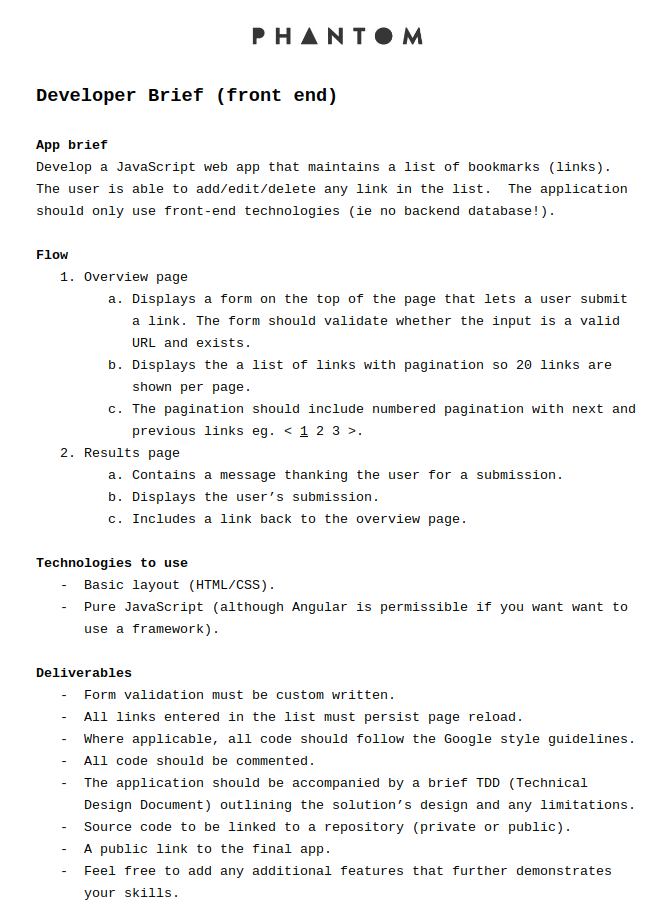 PHANTOM
Developer Brief (front end)
App brief
Develop a JavaScript web app that maintains a list of bookmarks (links).
The user is able to add/edit/delete any link in the list.  The application
should only use front-end technologies (ie no backend database!).
Flow
1. Overview page
a. Displays a form on the top of the page that lets a user submit
a link. The form should validate whether the input is a valid
URL and exists.
b. Displays the a list of links with pagination so 20 links are
shown per page.
c. The pagination should include numbered pagination with next and
previous links eg. < 1 2 3 >.
2. Results page
a. Contains a message thanking the user for a submission.
b. Displays the user’s submission.
c. Includes a link back to the overview page.
Technologies to use
- Basic layout (HTML/CSS).
- Pure JavaScript (although Angular is permissible if you want want to
use a framework).
Deliverables
- Form validation must be custom written.
- All links entered in the list must persist page reload.
- Where applicable, all code should follow the Google style guidelines.
- All code should be commented.
- The application should be accompanied by a brief TDD (Technical
Design Document) outlining the solution’s design and any limitations.
- Source code to be linked to a repository (private or public).
- A public link to the final app.
- Feel free to add any additional features that further demonstrates
your skills.